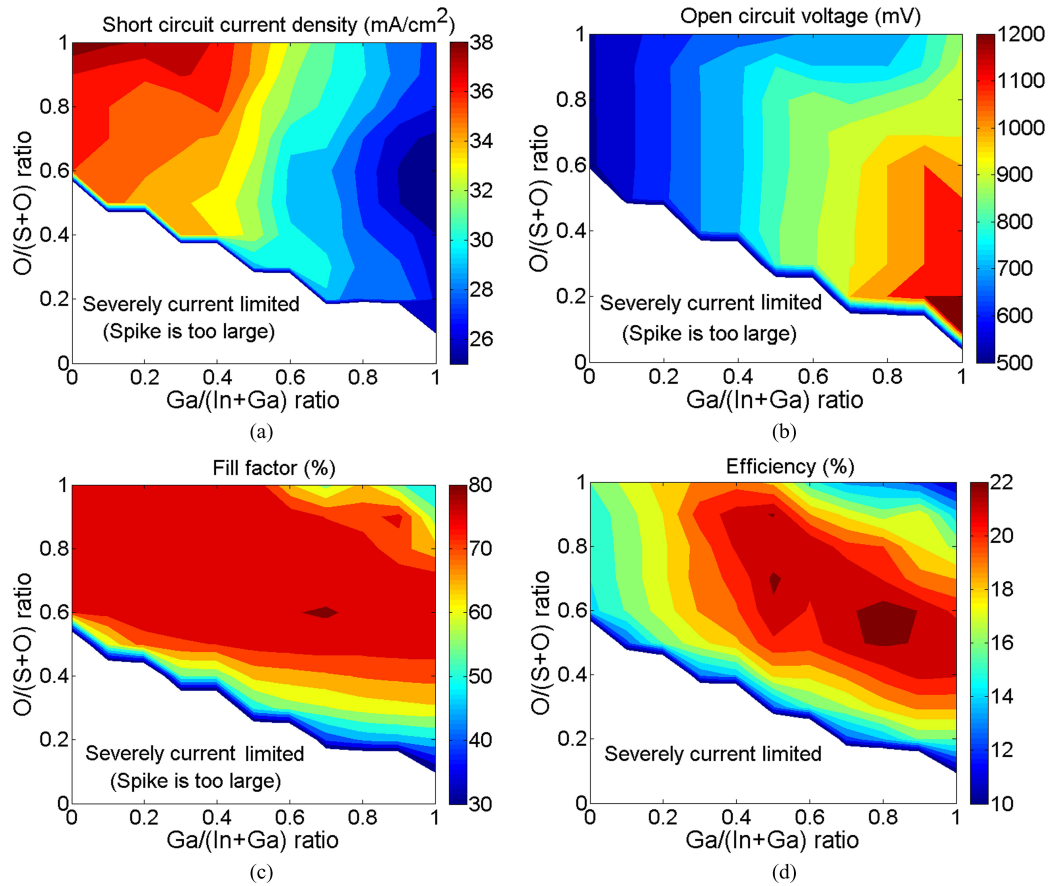 Short circuit current density (mA/cm²)
1
0.8
0.6
0.4
0.2
0
O/(S+O) ratio
Severely current limited
(Spike is too large)
0 0.2 0.4 0.6 0.8 1
Ga/(In+Ga) ratio
38
36
34
32
30
28
26
(a)
Open circuit voltage (mV)
1
0.8
0.6
0.4
0.2
0
O/(S+O) ratio
Severely current limited
(Spike is too large)
0 0.2 0.4 0.6 0.8 1
Ga/(In+Ga) ratio
1200
1100
1000
900
800
700
600
500
(b)
Fill factor (%)
1
0.8
0.6
0.4
0.2
0
O/(S+O) ratio
Severely current limited
(Spike is too large)
0 0.2 0.4 0.6 0.8 1
Ga/(In+Ga) ratio
80
70
60
50
40
30
(c)
Efficiency (%)
1
0.8
0.6
0.4
0.2
0
O/(S+O) ratio
Severely current limited
0 0.2 0.4 0.6 0.8 1
Ga/(In+Ga) ratio
22
20
18
16
14
12
10
(d)